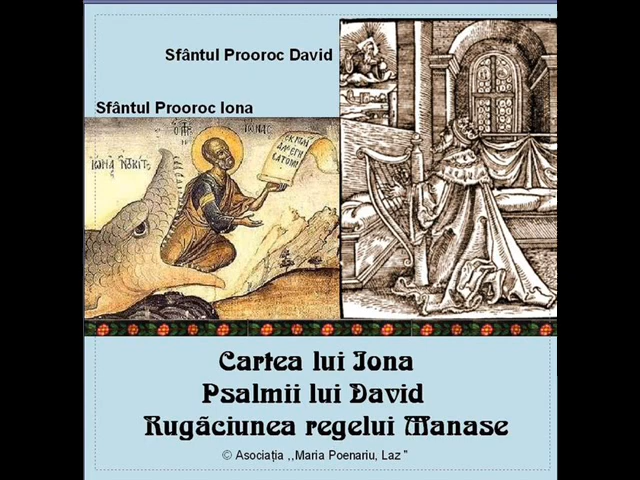 Sfântul Prooroc David
Sfântul Prooroc Iona
Cartea lui Iona
Psalmii lui David
Rugăciunea regelui Manase
© Asociația ,,Maria Poenariu, Laz "